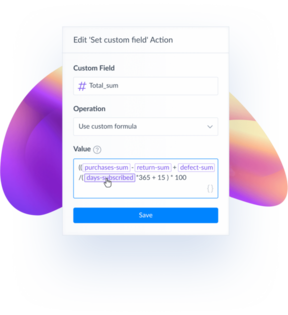 Edit 'Set custom field' Action
Custom Field
# Total_sum
Operation
Use custom formula
Value ?
(( purchases-sum - return-sum + defect-sum
/( days-subscribed *365 + 15 ) * 100
{}
Save